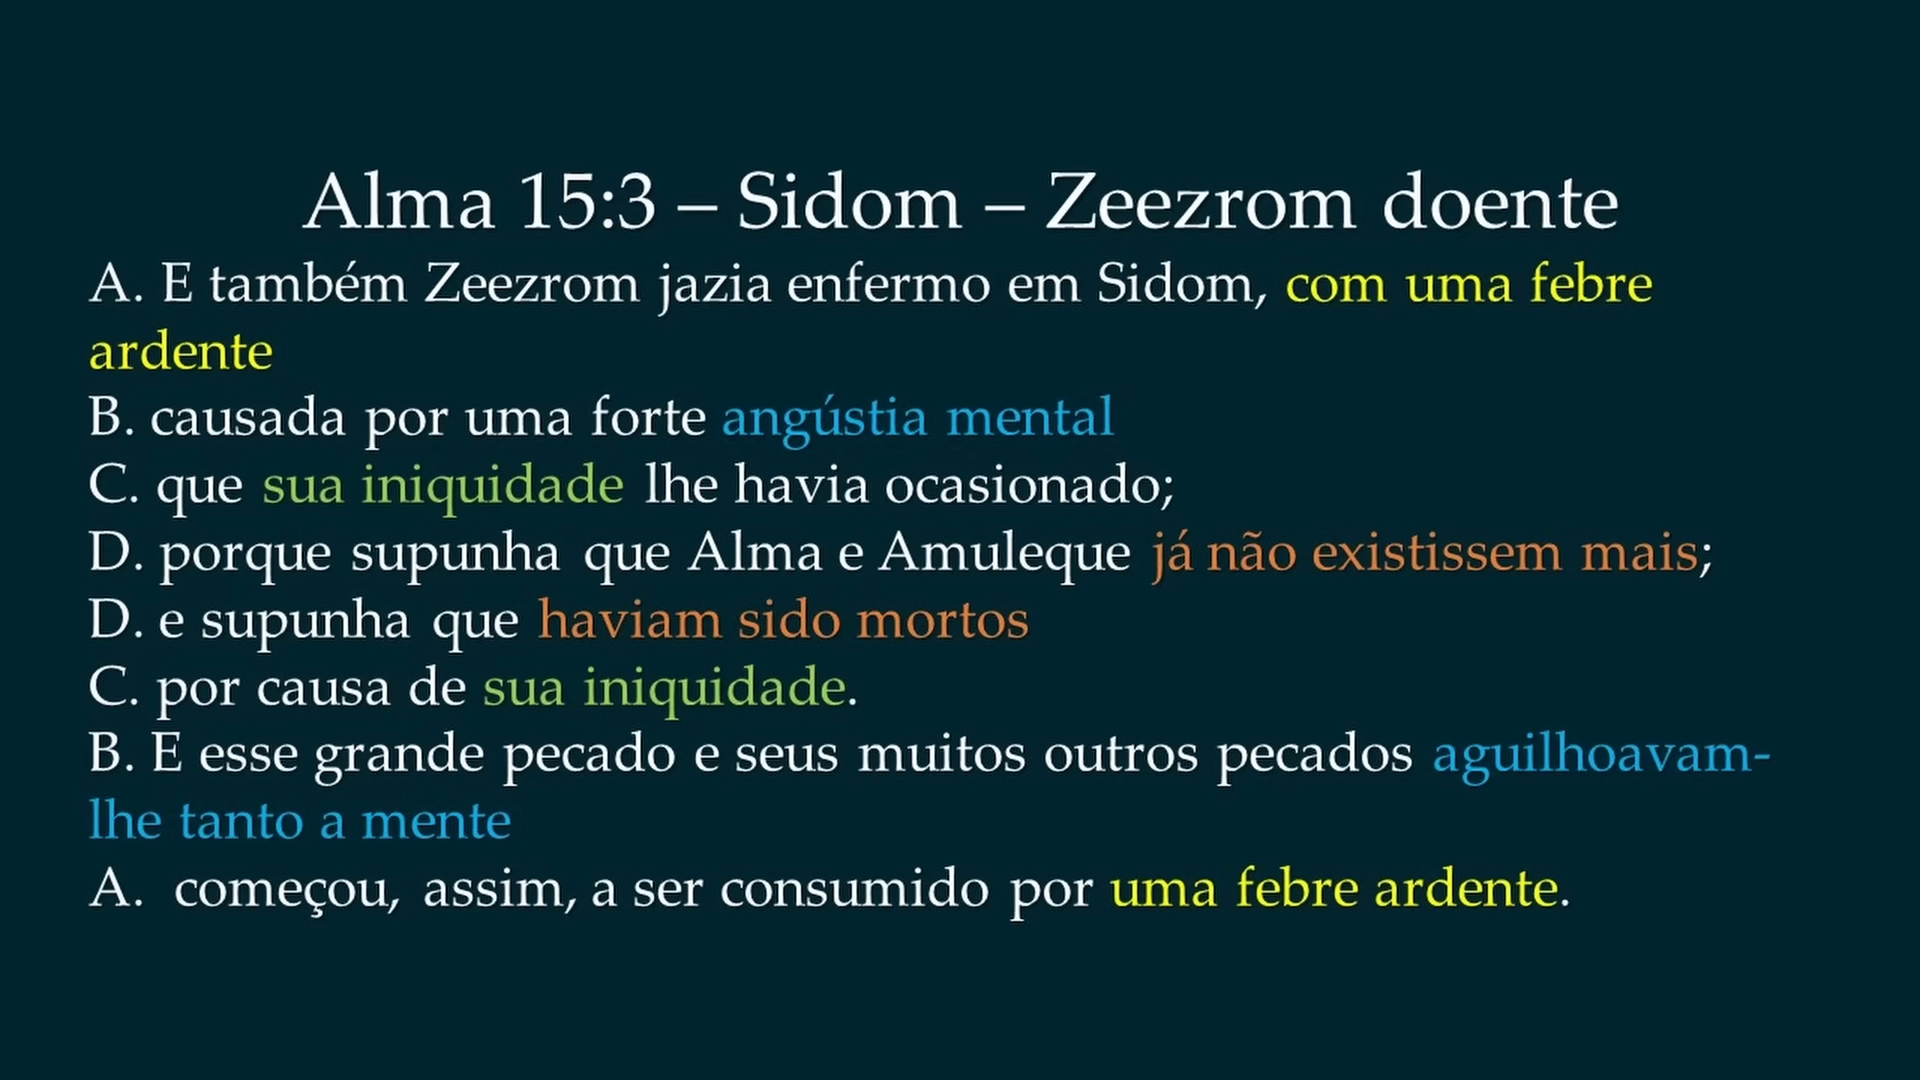 Alma 15:3 – Sidom – Zeezrom doente
A. E também Zeezrom jazia enfermo em Sidom, com uma febre
ardente
B. causada por uma forte angústia mental
C. que sua iniquidade lhe havia ocasionado;
D. porque supunha que Alma e Amuleque já não existissem mais;
D. e supunha que haviam sido mortos
C. por causa de sua iniquidade.
B. E esse grande pecado e seus muitos outros pecados aguilhoavam-
lhe tanto a mente
A. começou, assim, a ser consumido por uma febre ardente.